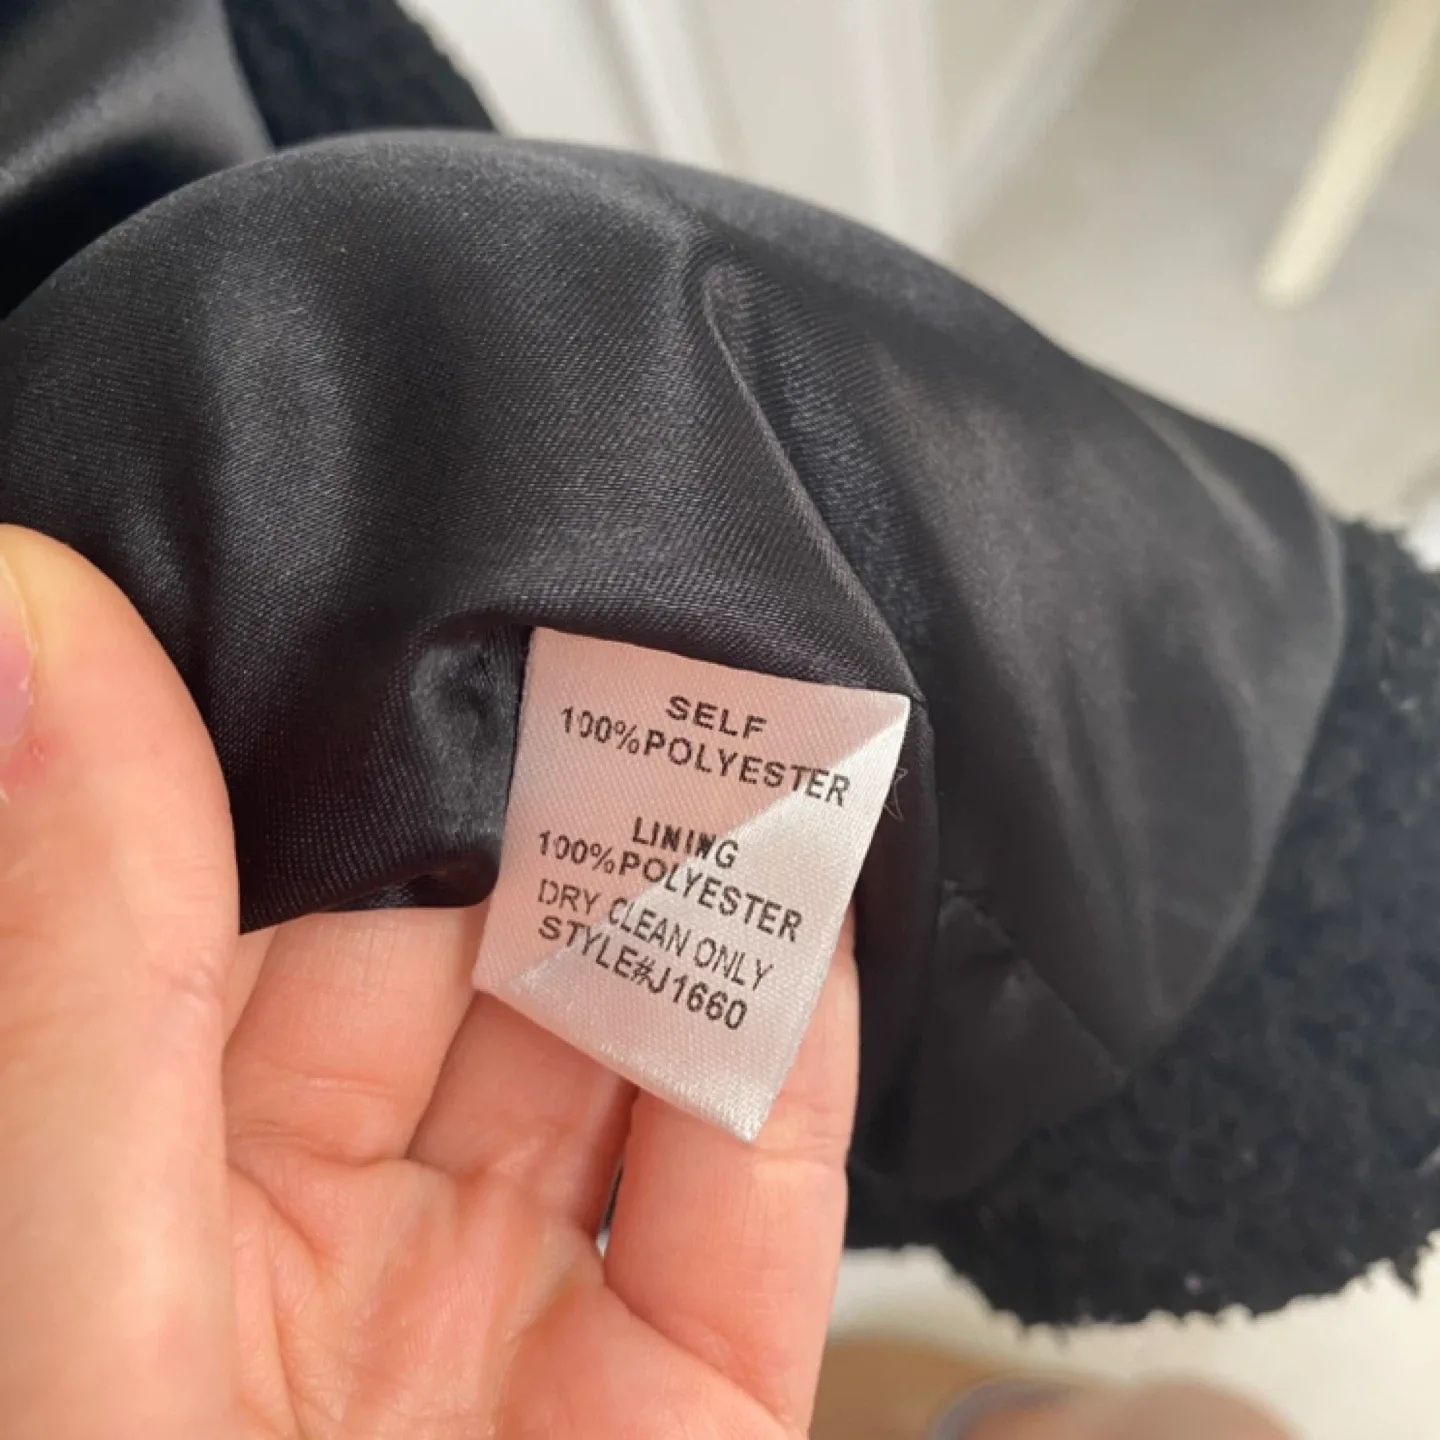 SELF
100%POLYESTER
LINING
100%POLYESTER
DRY CLEAN ONLY
STYLE#J1660